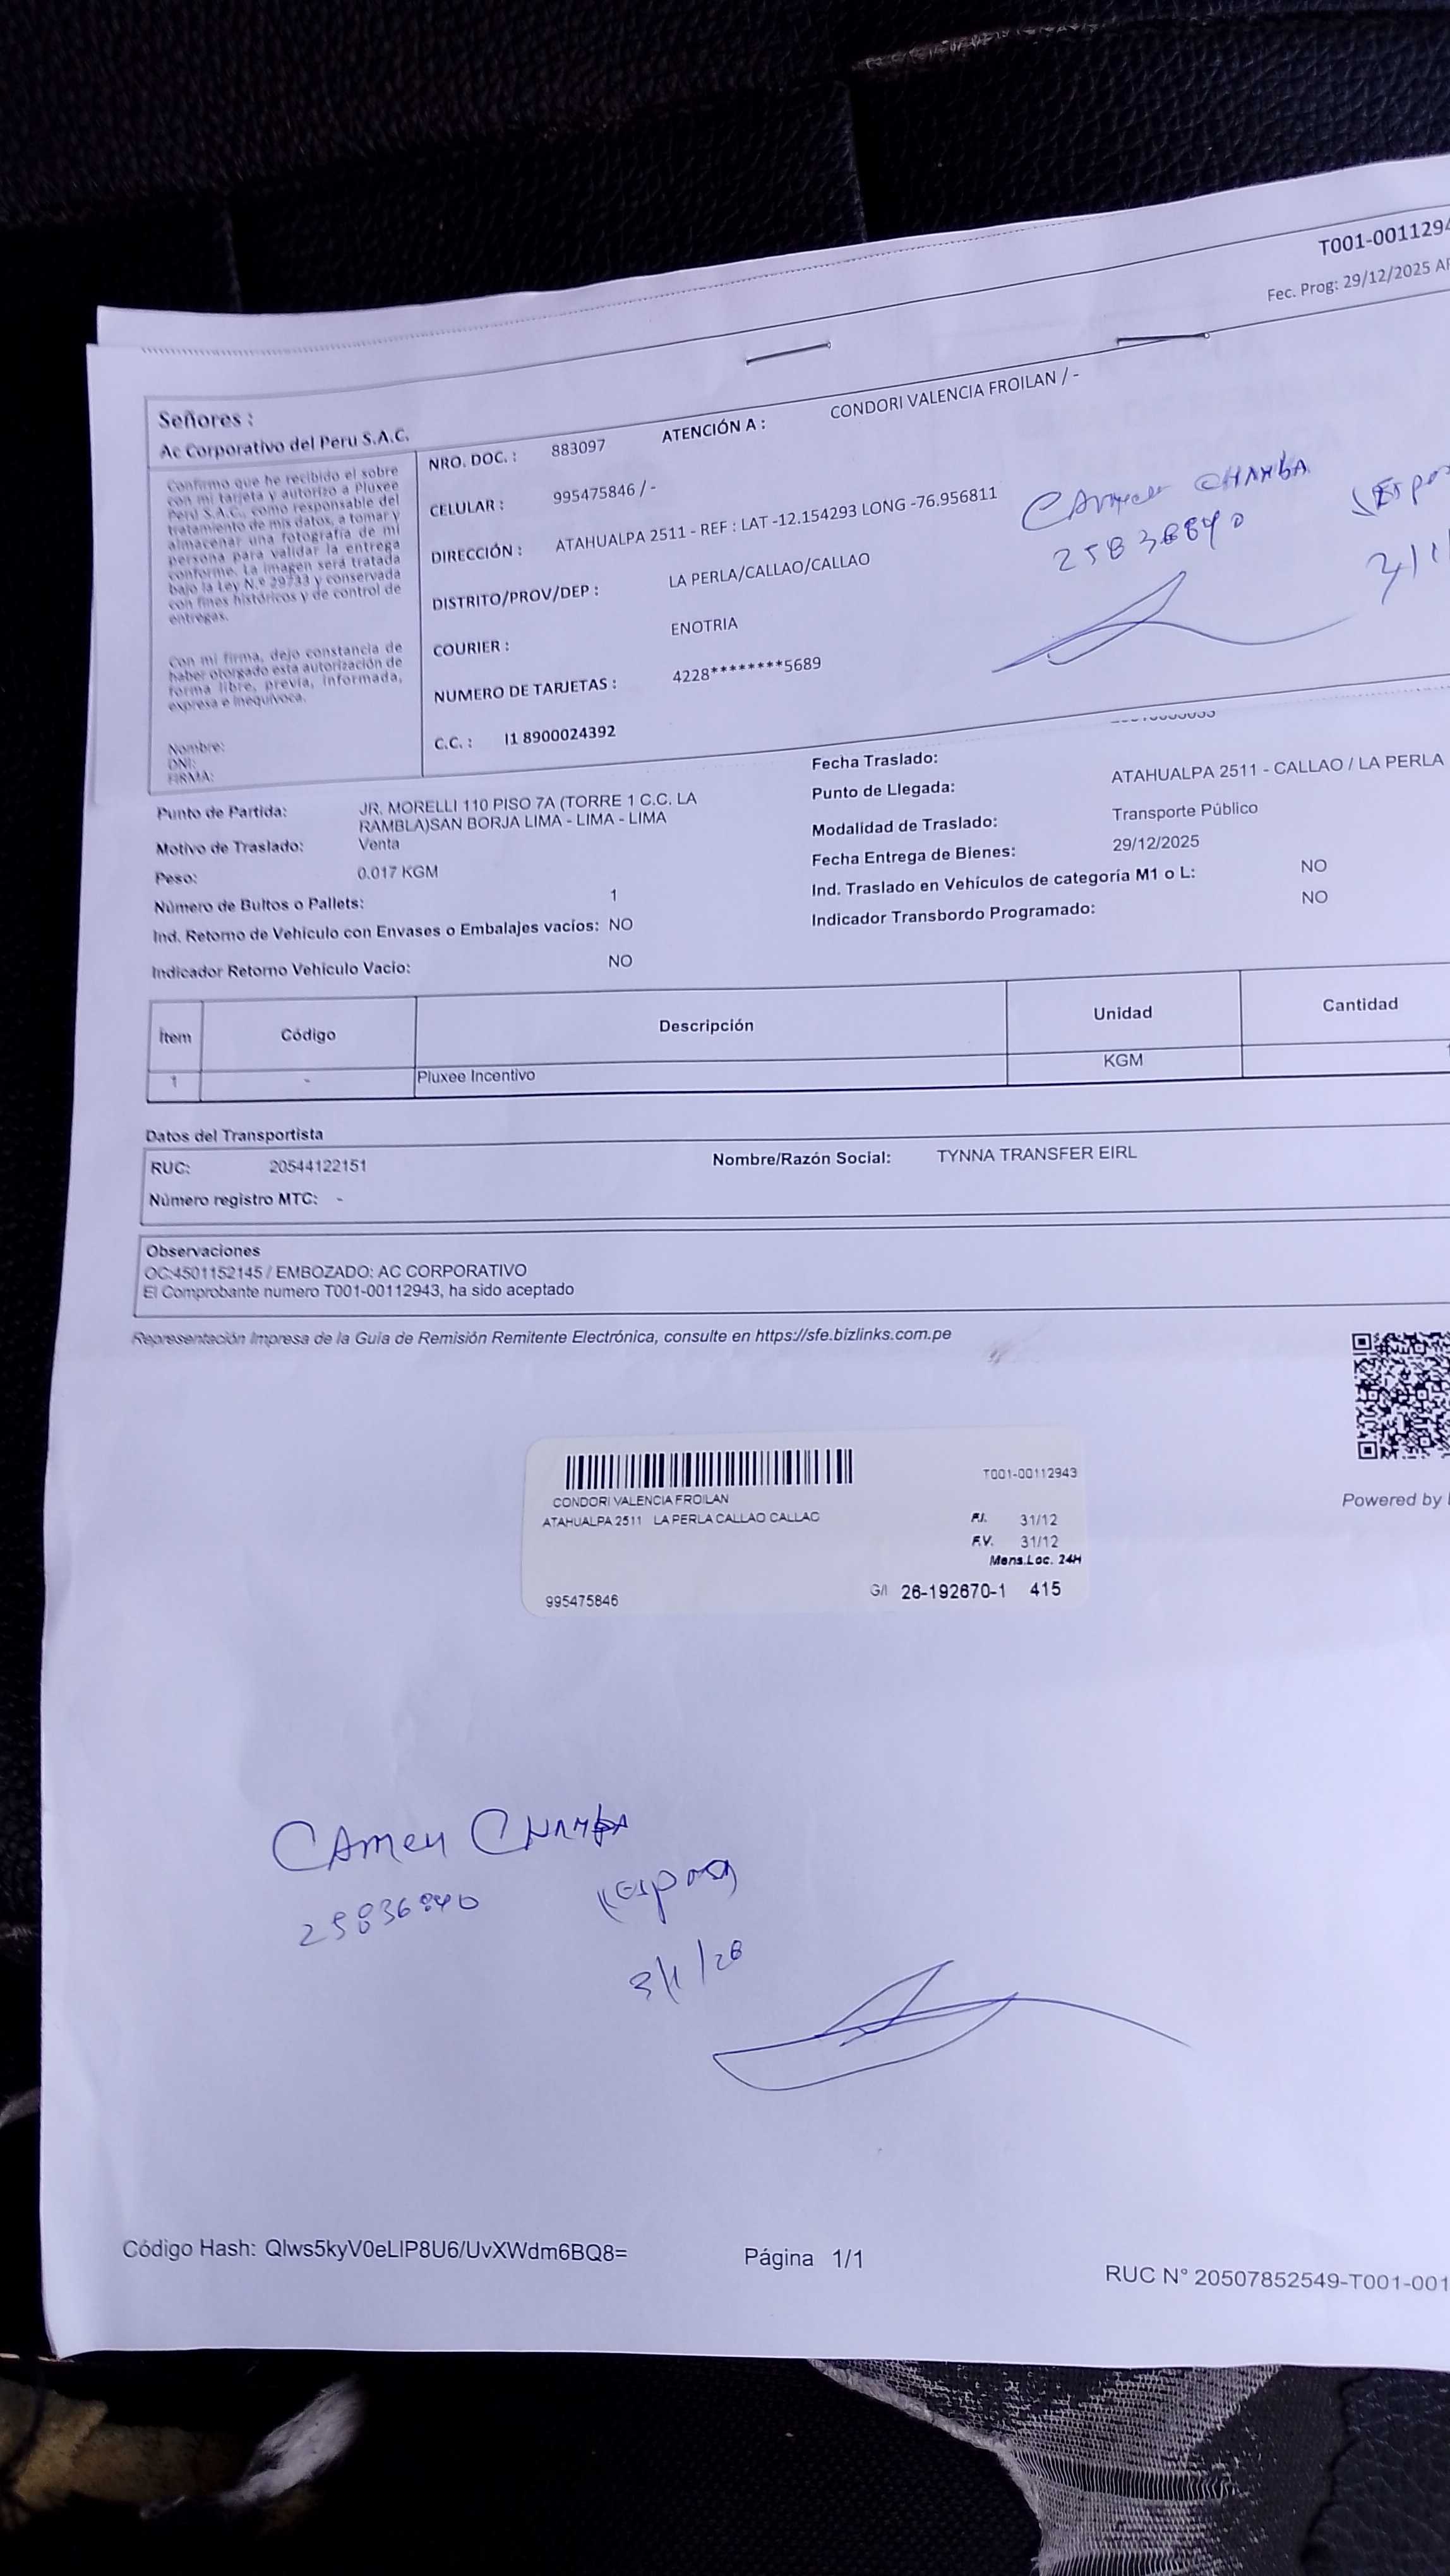 T001-0011294
Fec. Prog: 29/12/2025
Señores :
Ac Corporativo del Peru S.A.C.
Confirmo que he recibido el sobre
con mi tarjeta y autorizo a Pluxee
Perú S.A.C., como responsable del
tratamiento de mis datos, a tomar y
almacenar una fotografía de mi
persona para validar la entrega
conforme. La imagen será tratada
bajo la Ley N.º 29733 y conservada
con fines históricos y de control de
entregas.
Con mi firma, dejo constancia de
haber otorgado esta autorización de
forma libre, previa, informada,
expresa e inequívoca.
Nombre:
DNI:
FIRMA:
NRO. DOC. : 883097 ATENCIÓN A : CONDORI VALENCIA FROILAN / -
CELULAR : 995475846 / -
DIRECCIÓN : ATAHUALPA 2511 - REF : LAT -12.154293 LONG -76.956811
DISTRITO/PROV/DEP : LA PERLA/CALLAO/CALLAO
COURIER : ENOTRIA
NUMERO DE TARJETAS : 4228********5689
C.C. : I1 8900024392
CHAMBA
Punto de Partida: JR. MORELLI 110 PISO 7A (TORRE 1 C.C. LA
RAMBLA)SAN BORJA LIMA - LIMA - LIMA
Motivo de Traslado: Venta
Peso: 0.017 KGM
Número de Bultos o Pallets: 1
Ind. Retorno de Vehículo con Envases o Embalajes vacíos: NO
Indicador Retorno Vehículo Vacío: NO
Fecha Traslado:
Punto de Llegada: ATAHUALPA 2511 - CALLAO / LA PERLA
Modalidad de Traslado: Transporte Público
Fecha Entrega de Bienes: 29/12/2025
Ind. Traslado en Vehículos de categoría M1 o L: NO
Indicador Transbordo Programado: NO
Ítem Código Descripción Unidad Cantidad
1 - Pluxee Incentivo KGM
Datos del Transportista
RUC: 20544122151 Nombre/Razón Social: TYNNA TRANSFER EIRL
Número registro MTC: -
Observaciones
OC:4501152145 / EMBOZADO: AC CORPORATIVO
El Comprobante numero T001-00112943, ha sido aceptado
Representación Impresa de la Guía de Remisión Remitente Electrónica, consulte en https://sfe.bizlinks.com.pe
Powered by
T001-00112943
CONDORI VALENCIA FROILAN
ATAHUALPA 2511 LA PERLA CALLAO CALLAO
F.I. 31/12
F.V. 31/12
Mens.Loc. 24H
995475846 G/I 26-192670-1 415
CAmen CHAMBA
25836840
3/1/26
Código Hash: Qlws5kyV0eLlP8U6/UvXWdm6BQ8=
Página 1/1
RUC N° 20507852549-T001-001